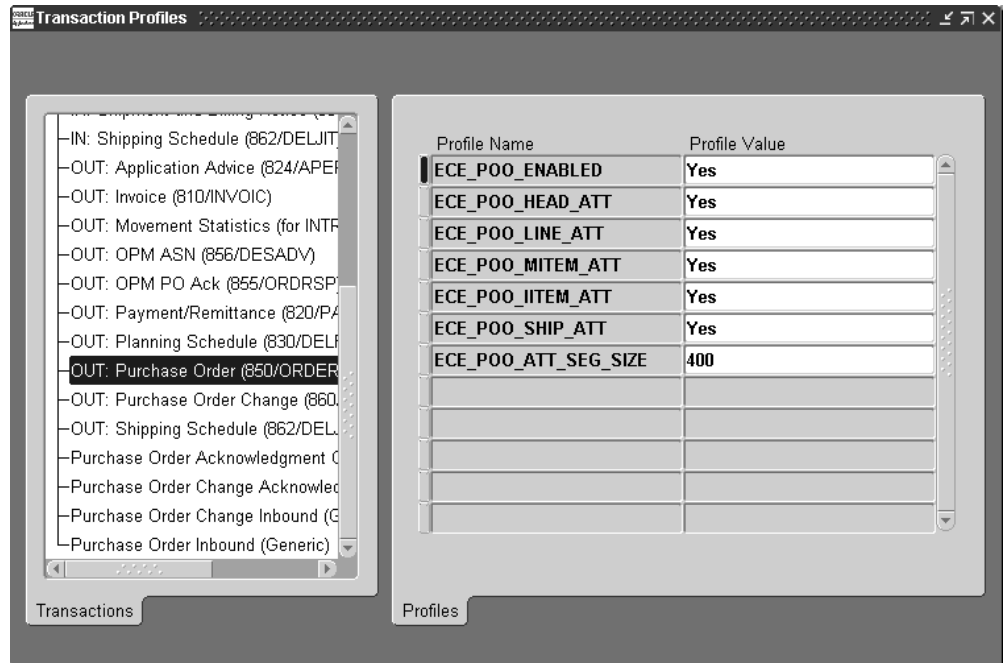 Transaction Profiles
IN: Shipping Schedule (862/DELJIT
OUT: Application Advice (824/APER
OUT: Invoice (810/INVOIC)
OUT: Movement Statistics (for INTR
OUT: OPM ASN (856/DESADV)
OUT: OPM PO Ack (855/ORDRSP
OUT: Payment/Remittance (820/PA
OUT: Planning Schedule (830/DELF
OUT: Purchase Order (850/ORDER
OUT: Purchase Order Change (860
OUT: Shipping Schedule (862/DEL
Purchase Order Acknowledgment
Purchase Order Change Acknowled
Purchase Order Change Inbound (G
Purchase Order Inbound (Generic)
Transactions
Profile Name Profile Value
ECE_POO_ENABLED Yes
ECE_POO_HEAD_ATT Yes
ECE_POO_LINE_ATT Yes
ECE_POO_MITEM_ATT Yes
ECE_POO_IITEM_ATT Yes
ECE_POO_SHIP_ATT Yes
ECE_POO_ATT_SEG_SIZE 400
Profiles